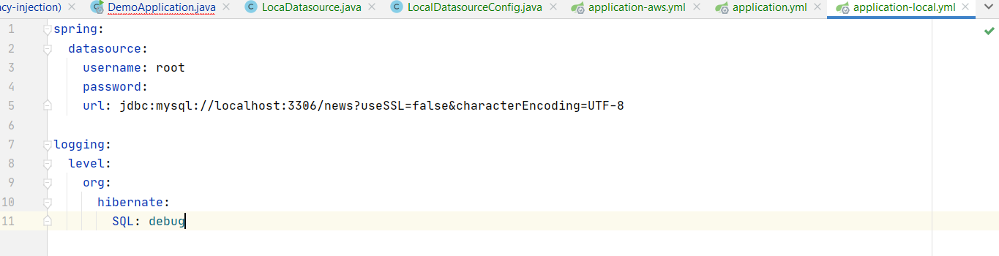 cy-injection) DemoApplication.java LocaDatasource.java LocalDatasourceConfig.java application-aws.yml application.yml application-local.yml
1 spring:
2 datasource:
3 username: root
4 password:
5 url: jdbc:mysql://localhost:3306/news?useSSL=false&characterEncoding=UTF-8
6
7 logging:
8 level:
9 org:
10 hibernate:
11 SQL: debug